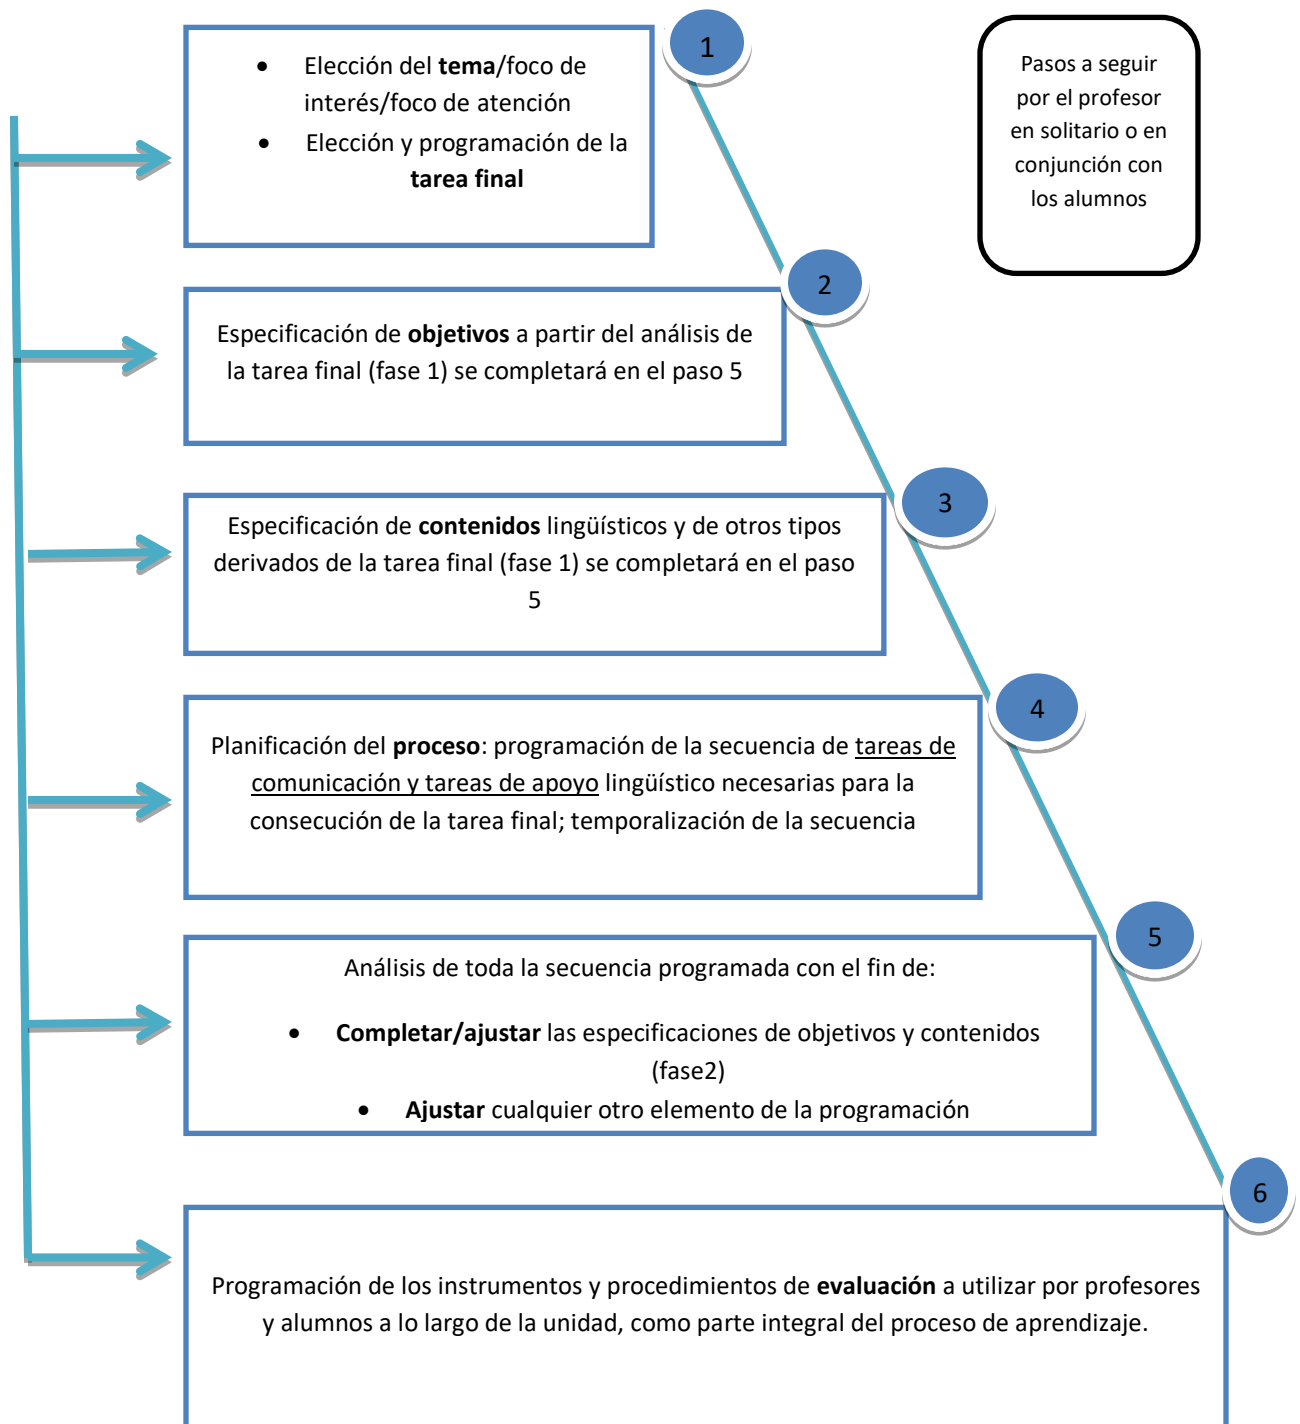 1
• Elección del tema/foco de
interés/foco de atención
• Elección y programación de la
tarea final
Pasos a seguir
por el profesor
en solitario o en
conjunción con
los alumnos
2
Especificación de objetivos a partir del análisis de
la tarea final (fase 1) se completará en el paso 5
3
Especificación de contenidos lingüísticos y de otros tipos
derivados de la tarea final (fase 1) se completará en el paso
5
4
Planificación del proceso: programación de la secuencia de tareas de
comunicación y tareas de apoyo lingüístico necesarias para la
consecución de la tarea final; temporalización de la secuencia
5
Análisis de toda la secuencia programada con el fin de:
• Completar/ajustar las especificaciones de objetivos y contenidos
(fase2)
• Ajustar cualquier otro elemento de la programación
6
Programación de los instrumentos y procedimientos de evaluación a utilizar por profesores
y alumnos a lo largo de la unidad, como parte integral del proceso de aprendizaje.